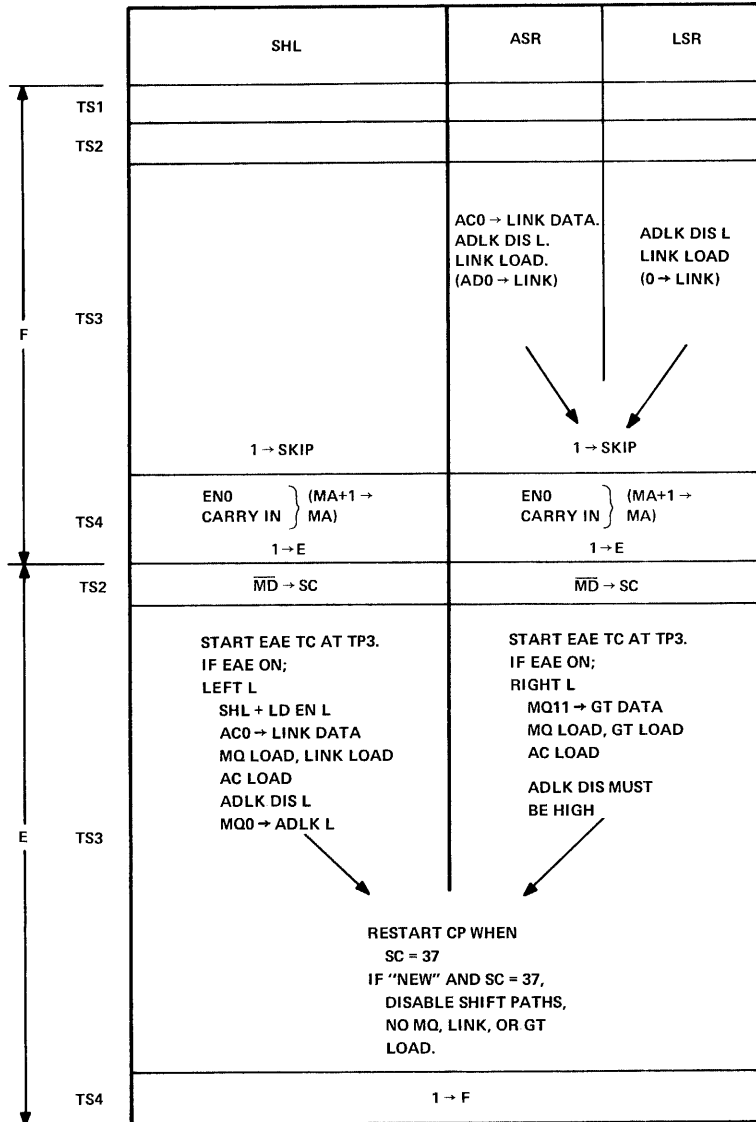 SHL ASR LSR
TS1
TS2
AC0 → LINK DATA.
ADLK DIS L.
LINK LOAD.
(AD0 → LINK)
ADLK DIS L
LINK LOAD
(0 → LINK)
TS3
F
1 → SKIP 1 → SKIP
EN0
CARRY IN } (MA+1 →
MA)
1 → E
EN0
CARRY IN } (MA+1 →
MA)
1 → E
TS4
TS2 M̅D̅ → SC M̅D̅ → SC
START EAE TC AT TP3.
IF EAE ON;
LEFT L
SHL + LD EN L
AC0 → LINK DATA
MQ LOAD, LINK LOAD
AC LOAD
ADLK DIS L
MQ0 → ADLK L
START EAE TC AT TP3.
IF EAE ON;
RIGHT L
MQ11 → GT DATA
MQ LOAD, GT LOAD
AC LOAD
ADLK DIS MUST
BE HIGH
E
TS3
RESTART CP WHEN
SC = 37
IF “NEW” AND SC = 37,
DISABLE SHIFT PATHS,
NO MQ, LINK, OR GT
LOAD.
TS4 1 → F